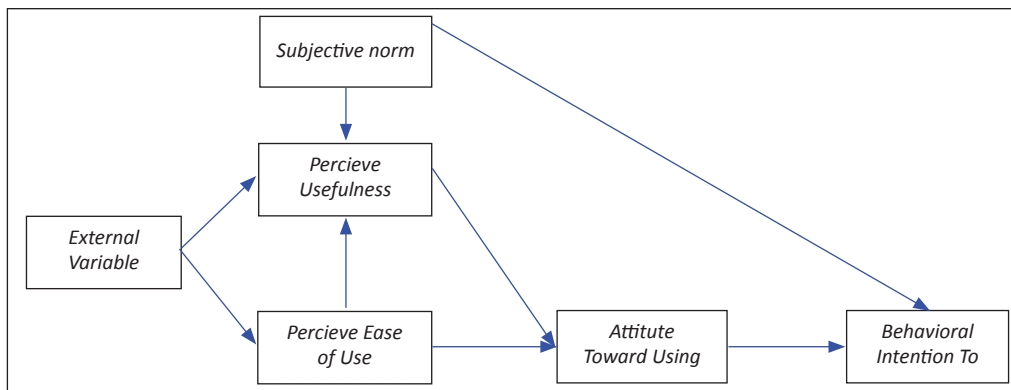 Subjective norm
Percieve
Usefulness
External
Variable
Percieve Ease
of Use
Attitute
Toward Using
Behavioral
Intention To